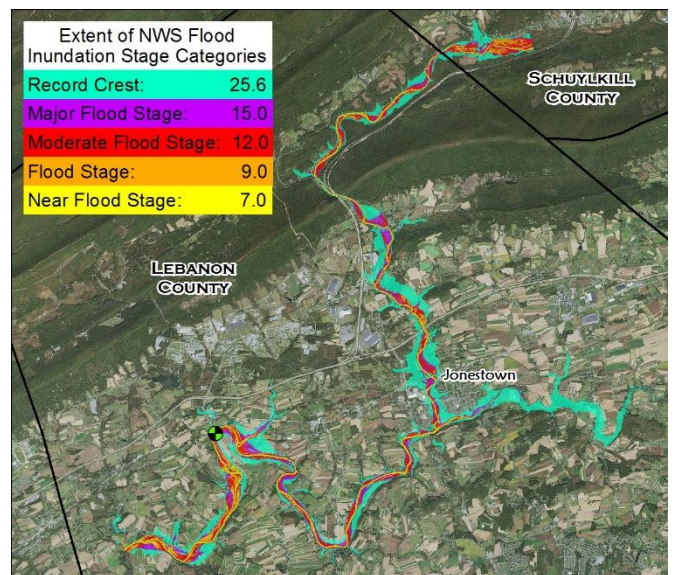 Extent of NWS Flood
Inundation Stage Categories
Record Crest: 25.6
Major Flood Stage: 15.0
Moderate Flood Stage: 12.0
Flood Stage: 9.0
Near Flood Stage: 7.0
SCHUYLKILL
COUNTY
LEBANON
COUNTY
Jonestown